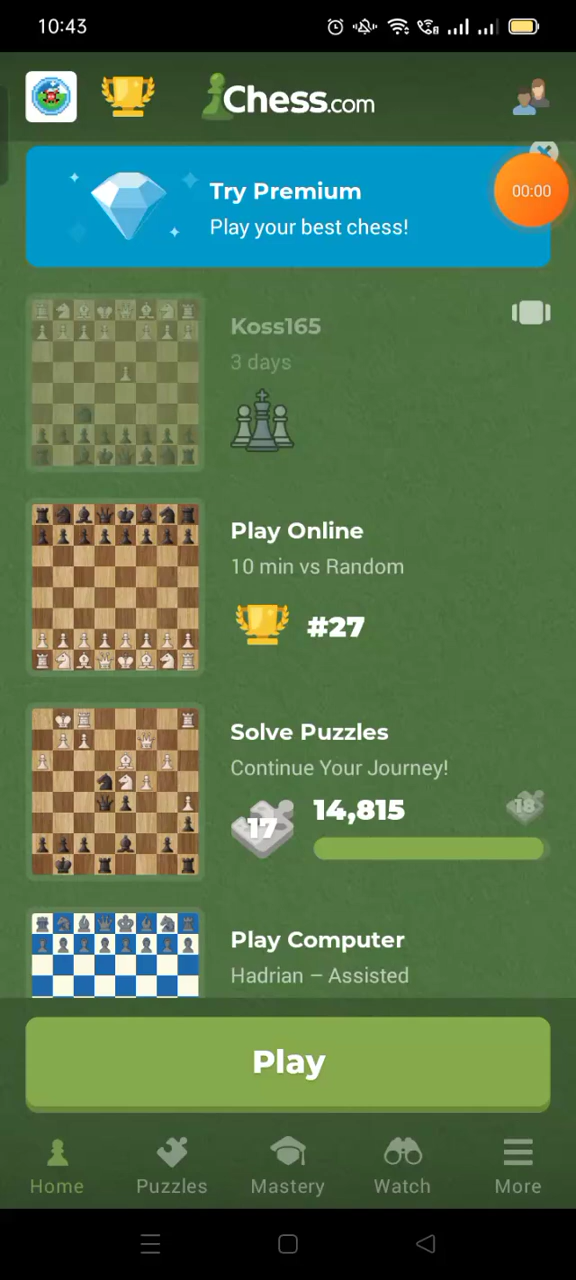 10:43
Chess.com
Try Premium
Play your best chess!
00:00
Koss165
3 days
Play Online
10 min vs Random
#27
Solve Puzzles
Continue Your Journey!
17
14,815
18
Play Computer
Hadrian – Assisted
Play
Home
Puzzles
Mastery
Watch
More